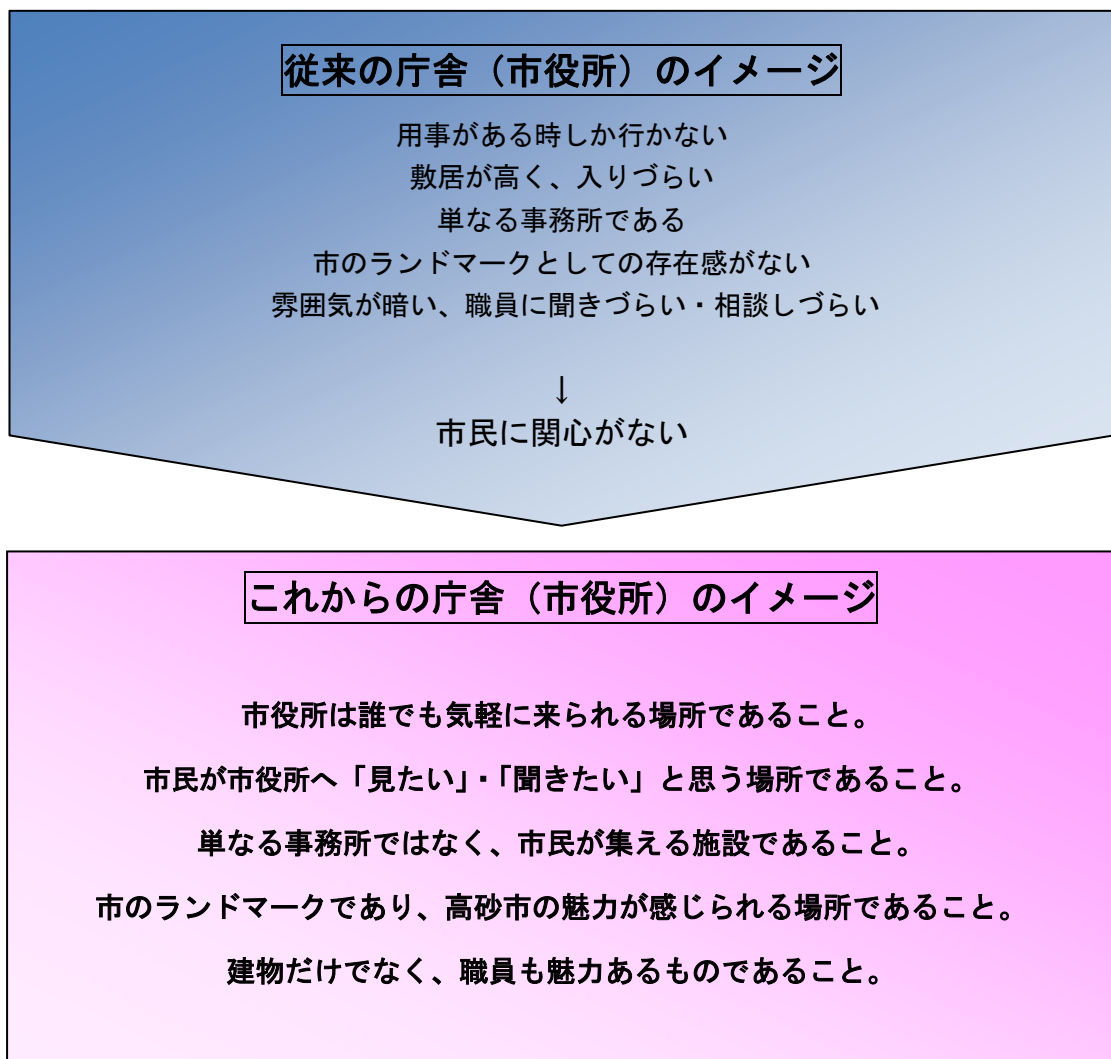 従来の庁舎（市役所）のイメージ
用事がある時しか行かない
敷居が高く、入りづらい
単なる事務所である
市のランドマークとしての存在感がない
雰囲気が暗い、職員に聞きづらい・相談しづらい
↓
市民に関心がない
これからの庁舎（市役所）のイメージ
市役所は誰でも気軽に来られる場所であること。
市民が市役所へ「見たい」・「聞きたい」と思う場所であること。
単なる事務所ではなく、市民が集える施設であること。
市のランドマークであり、高砂市の魅力が感じられる場所であること。
建物だけでなく、職員も魅力あるものであること。